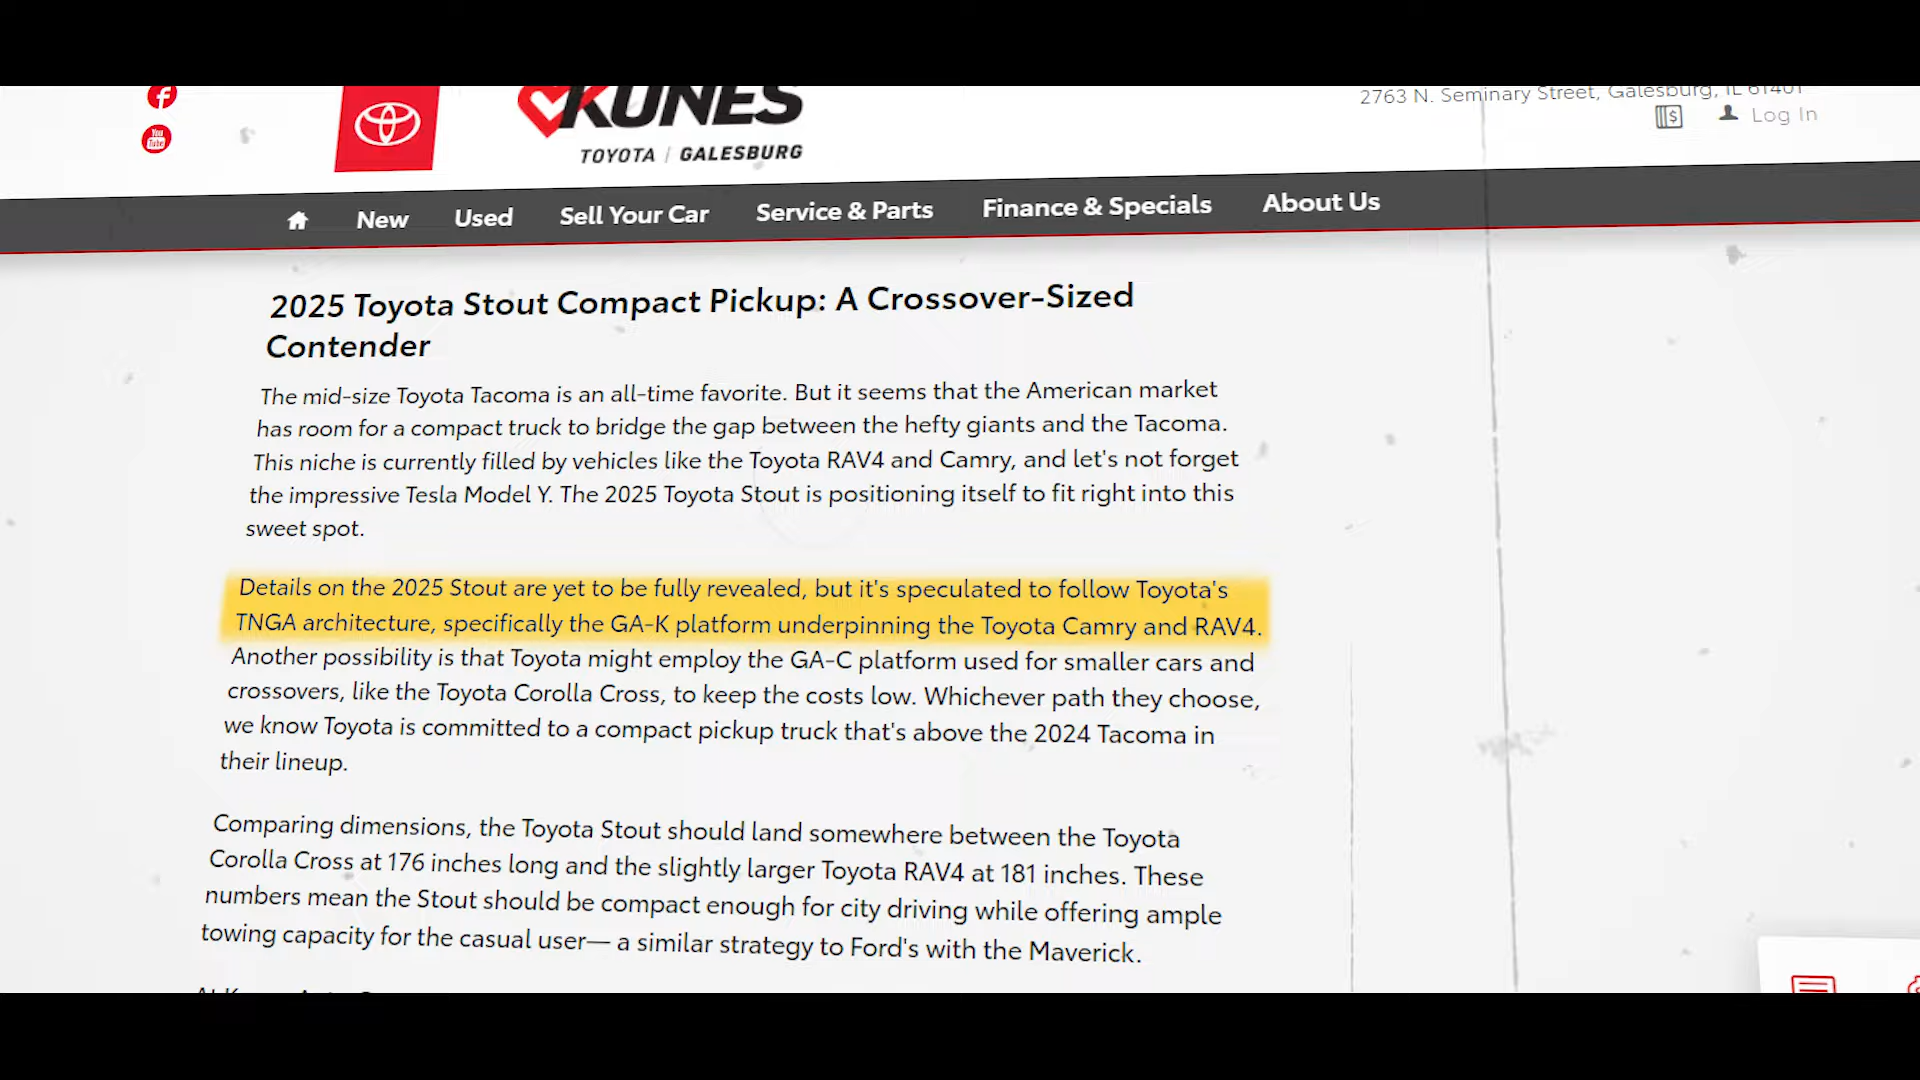 KUNES
TOYOTA | GALESBURG
2763 N. Seminary Street, Galesburg, IL 61401
You
Tube
Log In
New
Used
Sell Your Car
Service & Parts
Finance & Specials
About Us
2025 Toyota Stout Compact Pickup: A Crossover-Sized
Contender
The mid-size Toyota Tacoma is an all-time favorite. But it seems that the American market
has room for a compact truck to bridge the gap between the hefty giants and the Tacoma.
This niche is currently filled by vehicles like the Toyota RAV4 and Camry, and let's not forget
the impressive Tesla Model Y. The 2025 Toyota Stout is positioning itself to fit right into this
sweet spot.
Details on the 2025 Stout are yet to be fully revealed, but it's speculated to follow Toyota's
TNGA architecture, specifically the GA-K platform underpinning the Toyota Camry and RAV4.
Another possibility is that Toyota might employ the GA-C platform used for smaller cars and
crossovers, like the Toyota Corolla Cross, to keep the costs low. Whichever path they choose,
we know Toyota is committed to a compact pickup truck that's above the 2024 Tacoma in
their lineup.
Comparing dimensions, the Toyota Stout should land somewhere between the Toyota
Corolla Cross at 176 inches long and the slightly larger Toyota RAV4 at 181 inches. These
numbers mean the Stout should be compact enough for city driving while offering ample
towing capacity for the casual user— a similar strategy to Ford's with the Maverick.